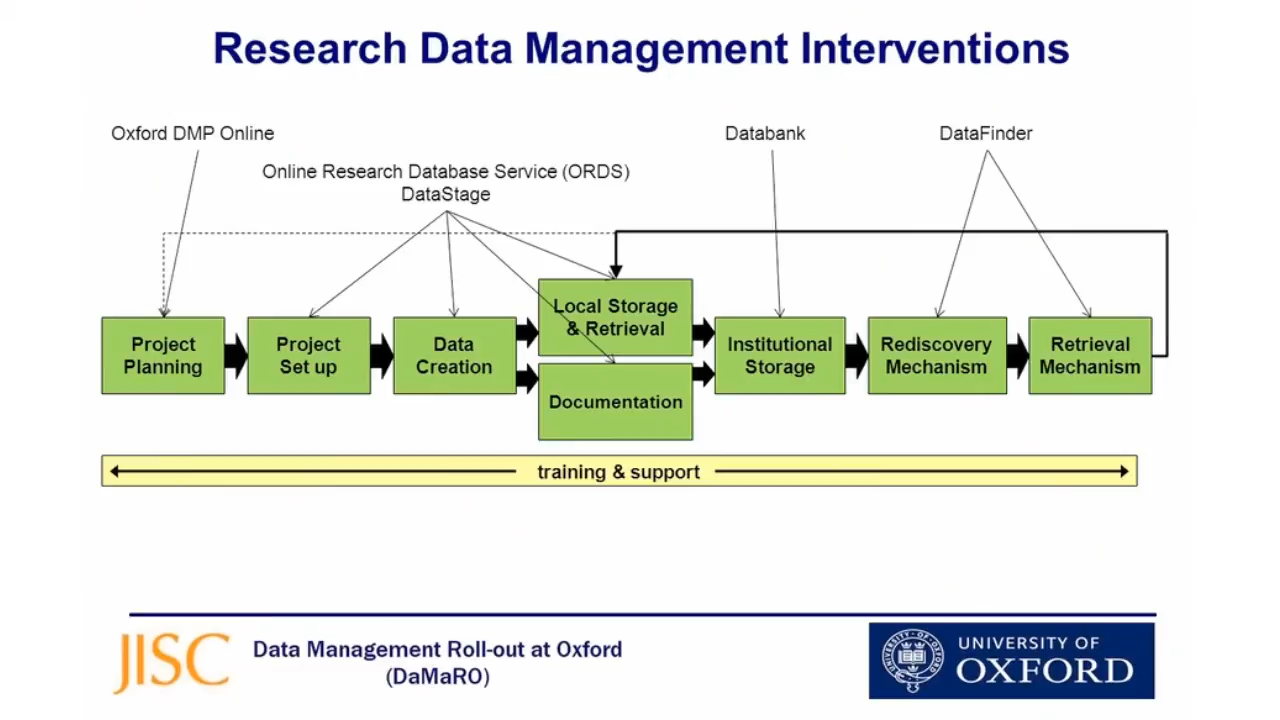 Research Data Management Interventions
Oxford DMP Online
Databank
DataFinder
Online Research Database Service (ORDS)
DataStage
Project
Planning
Project
Set up
Data
Creation
Local Storage
& Retrieval
Documentation
Institutional
Storage
Rediscovery
Mechanism
Retrieval
Mechanism
training & support
JISC
Data Management Roll-out at Oxford
(DaMaRO)
UNIVERSITY OF
OXFORD